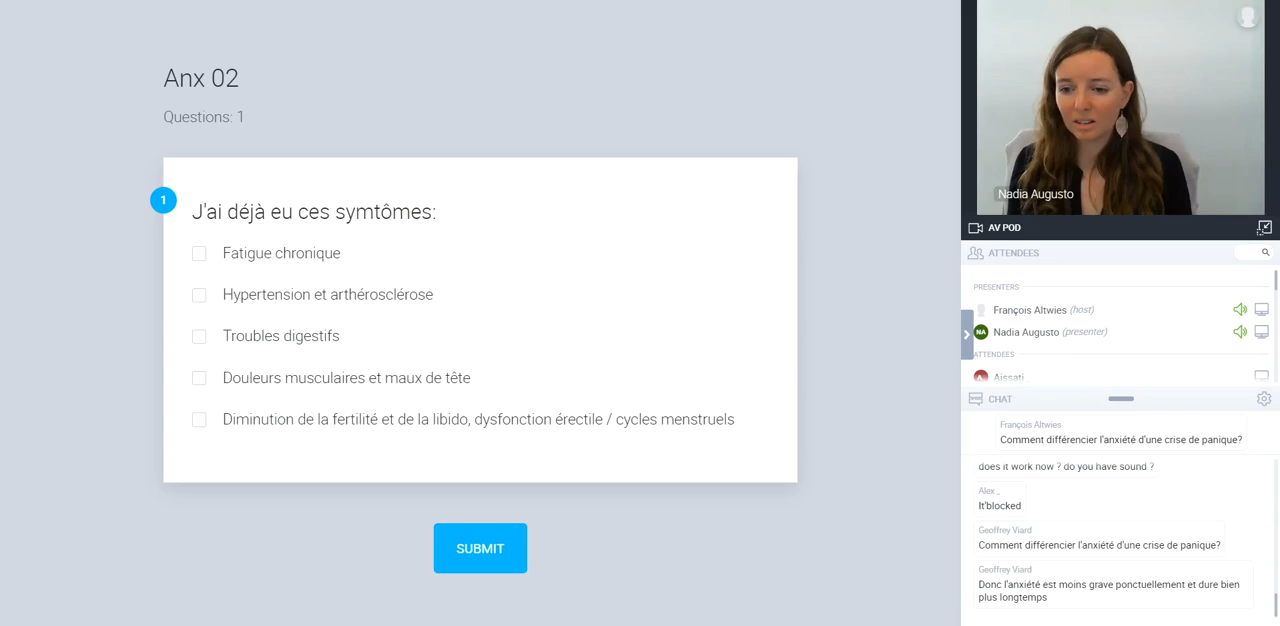 Anx 02
Questions: 1
1
J'ai déjà eu ces symtômes:
Fatigue chronique
Hypertension et arthérosclérose
Troubles digestifs
Douleurs musculaires et maux de tête
Diminution de la fertilité et de la libido, dysfonction érectile / cycles menstruels
SUBMIT
Nadia Augusto
AV POD
ATTENDEES
PRESENTERS
François Altwies (host)
NA Nadia Augusto (presenter)
ATTENDEES
Aissati
CHAT
François Altwies
Comment différencier l'anxiété d'une crise de panique?
does it work now ? do you have sound ?
Alex _
It'blocked
Geoffrey Viard
Comment différencier l'anxiété d'une crise de panique?
Geoffrey Viard
Donc l'anxiété est moins grave ponctuellement et dure bien
plus longtemps